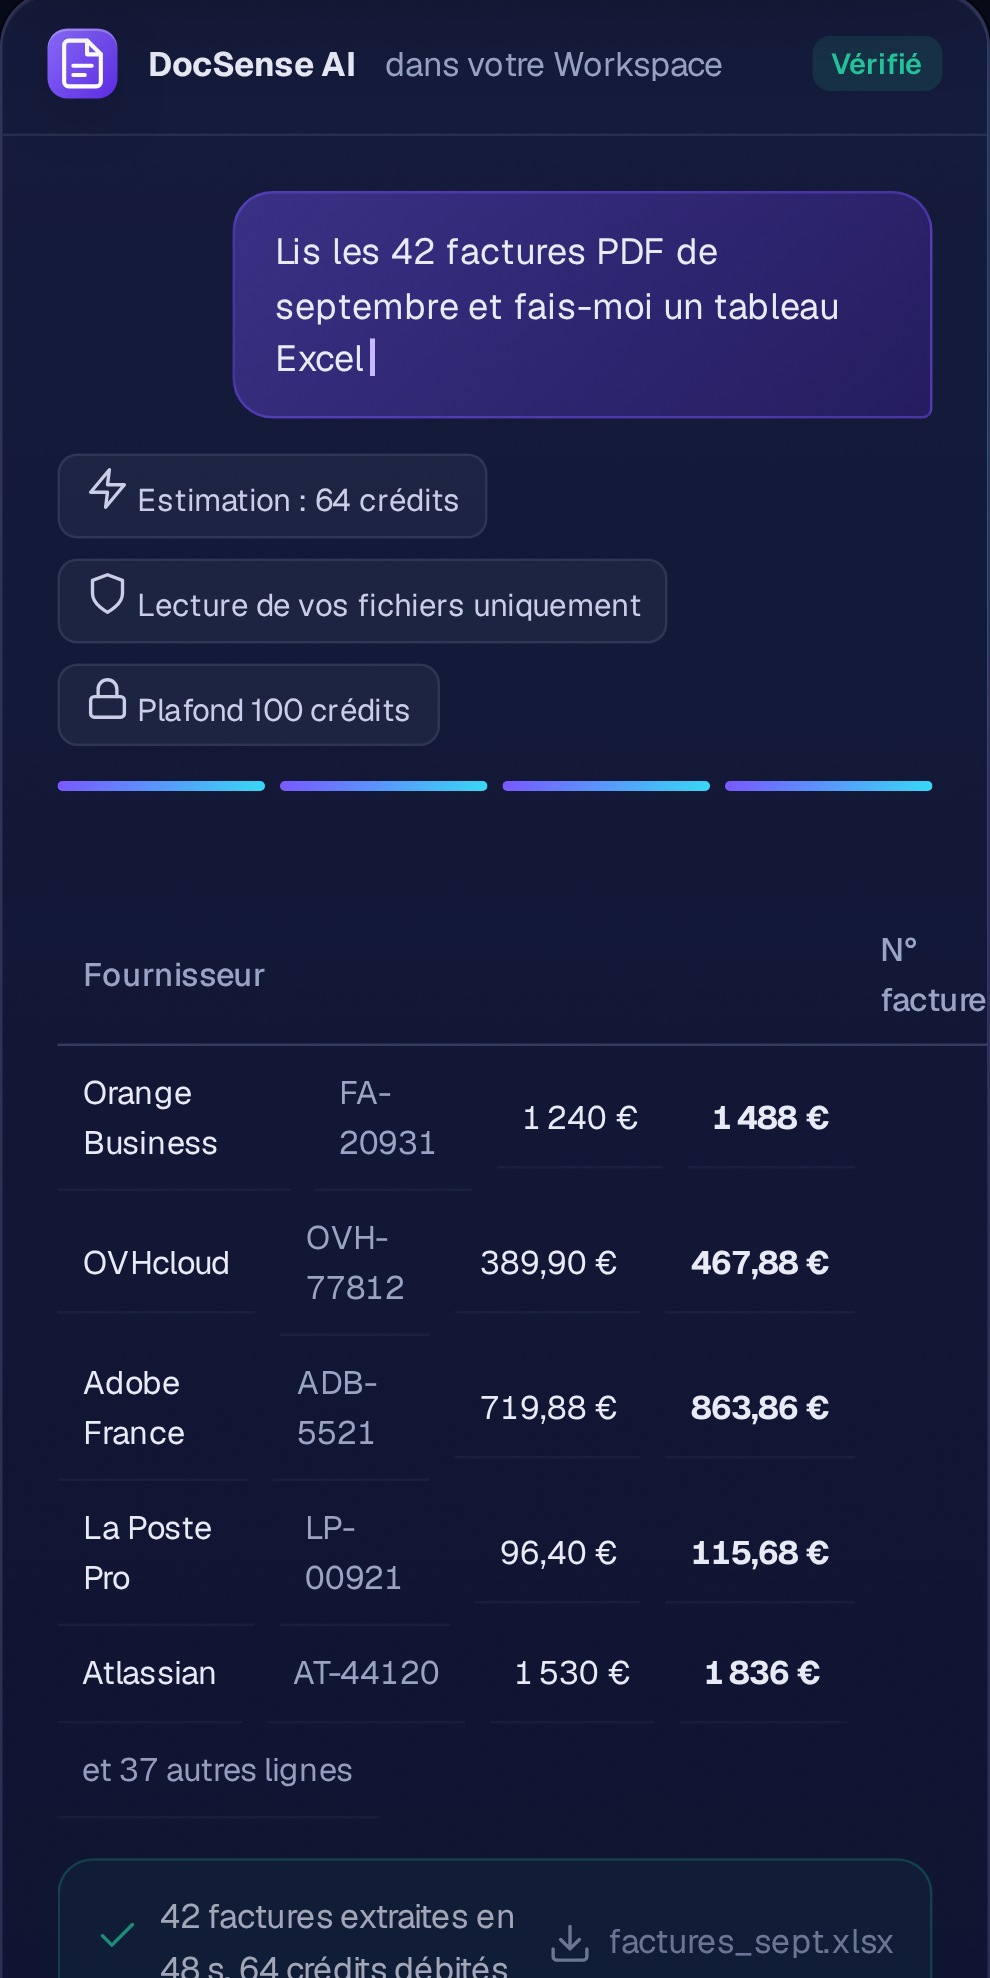 DocSense AI dans votre Workspace Vérifié
Lis les 42 factures PDF de
septembre et fais-moi un tableau
Excel
Estimation : 64 crédits
Lecture de vos fichiers uniquement
Plafond 100 crédits
Fournisseur
N°
facture
Orange
Business
FA-
20931
1 240 €
1 488 €
OVHcloud
OVH-
77812
389,90 €
467,88 €
Adobe
France
ADB-
5521
719,88 €
863,86 €
La Poste
Pro
LP-
00921
96,40 €
115,68 €
Atlassian
AT-44120
1 530 €
1 836 €
et 37 autres lignes
42 factures extraites en
48 s. 64 crédits débités
factures_sept.xlsx